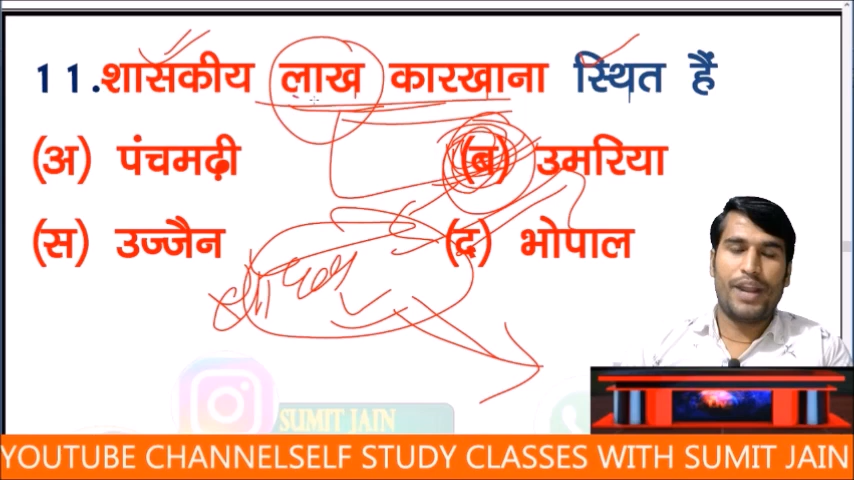 11.शासकीय लाख कारखाना स्थित हैं
(अ) पंचमढ़ी (ब) उमरिया
(स) उज्जैन (द) भोपाल
SUMIT JAIN
YOUTUBE CHANNELSELF STUDY CLASSES WITH SUMIT JAIN